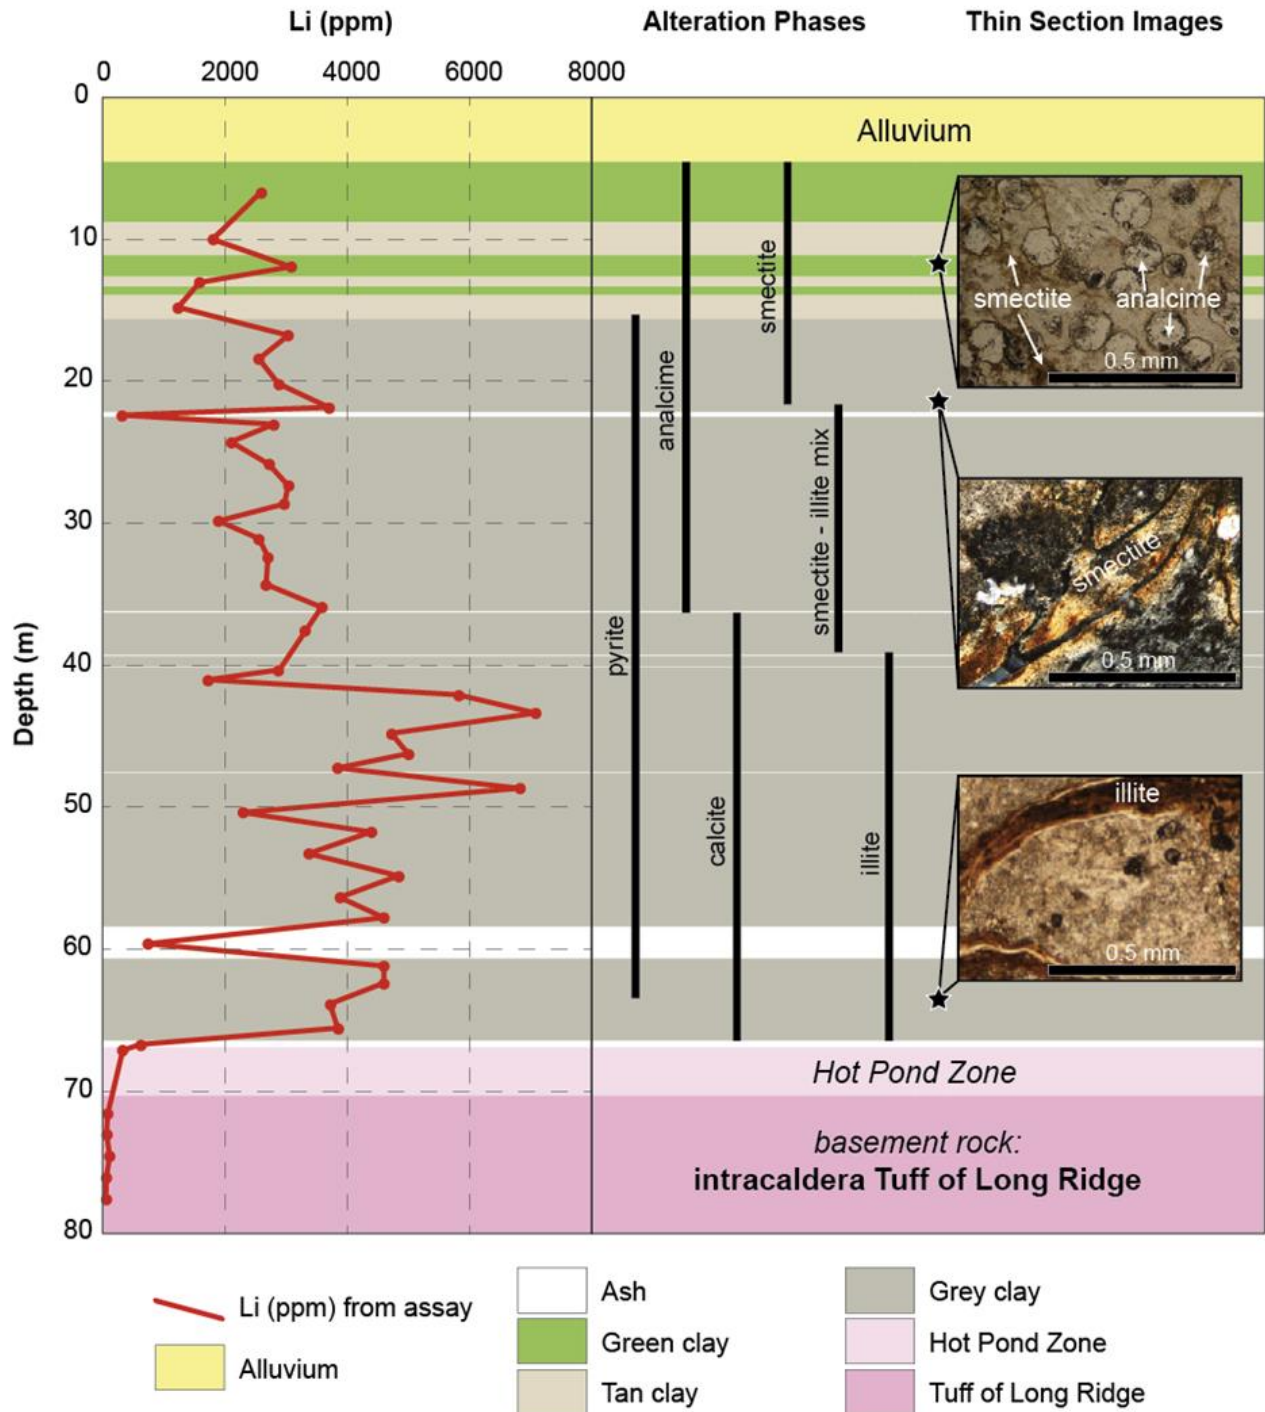 Li (ppm)
Alteration Phases
Thin Section Images
0 2000 4000 6000 8000
0
10
20
30
40
50
60
70
80
Depth (m)
Alluvium
pyrite
analcime
smectite
calcite
smectite - illite mix
illite
smectite
analcime
0.5 mm
smectite
0.5 mm
illite
0.5 mm
Hot Pond Zone
basement rock:
intracaldera Tuff of Long Ridge
Li (ppm) from assay
Alluvium
Ash
Green clay
Tan clay
Grey clay
Hot Pond Zone
Tuff of Long Ridge